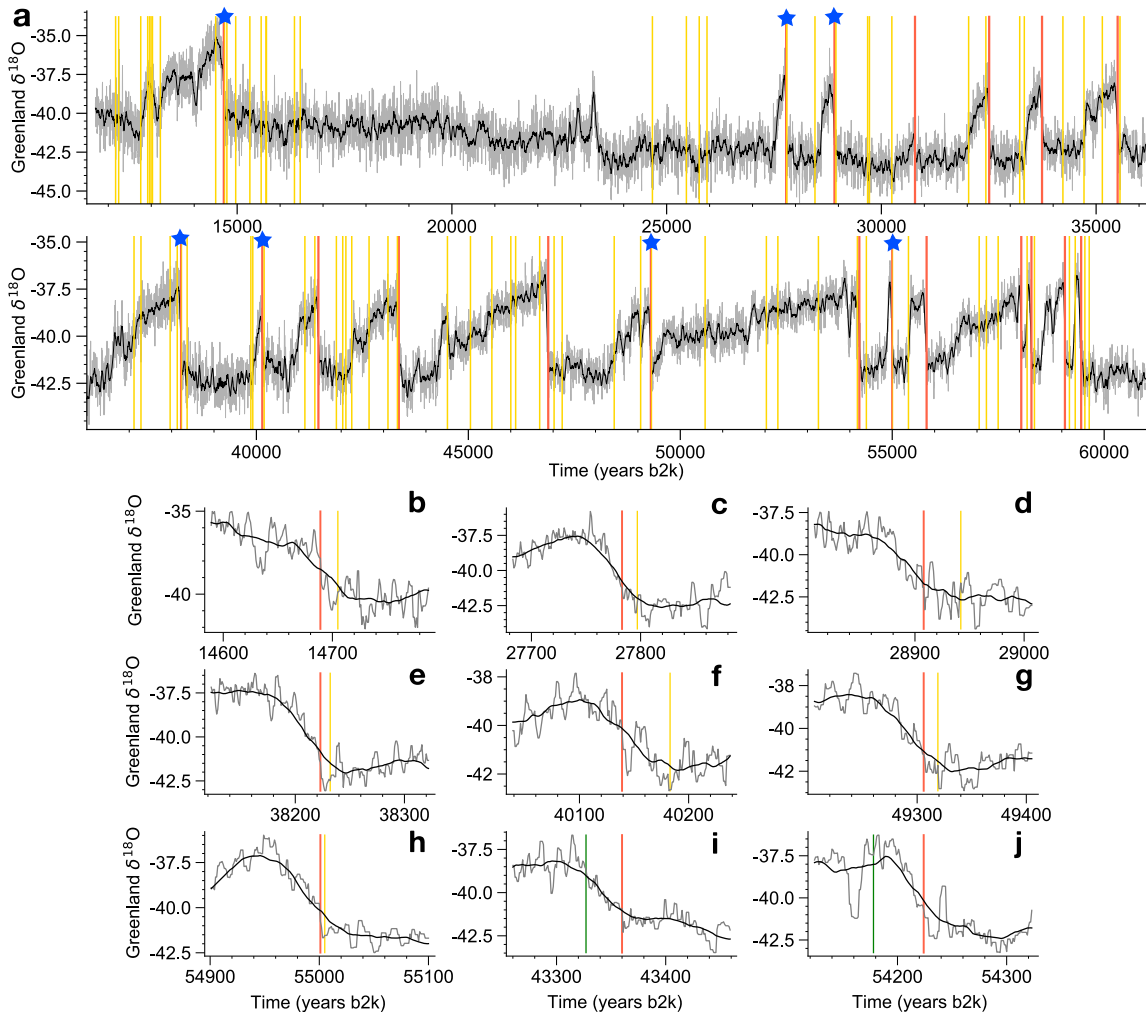 a
Greenland δ18O
-35.0
-37.5
-40.0
-42.5
-45.0
15000 20000 25000 30000 35000
Greenland δ18O
-35.0
-37.5
-40.0
-42.5
40000 45000 50000 55000 60000
Time (years b2k)
b
Greenland δ18O
-35
-40
14600 14700
c
-37.5
-40.0
-42.5
27700 27800
d
-37.5
-40.0
-42.5
28900 29000
e
Greenland δ18O
-37.5
-40.0
-42.5
38200 38300
f
-38
-40
-42
40100 40200
g
-38
-40
-42
49300 49400
h
Greenland δ18O
-37.5
-40.0
-42.5
54900 55000 55100
Time (years b2k)
i
-37.5
-40.0
-42.5
43300 43400
Time (years b2k)
j
-37.5
-40.0
-42.5
54200 54300
Time (years b2k)